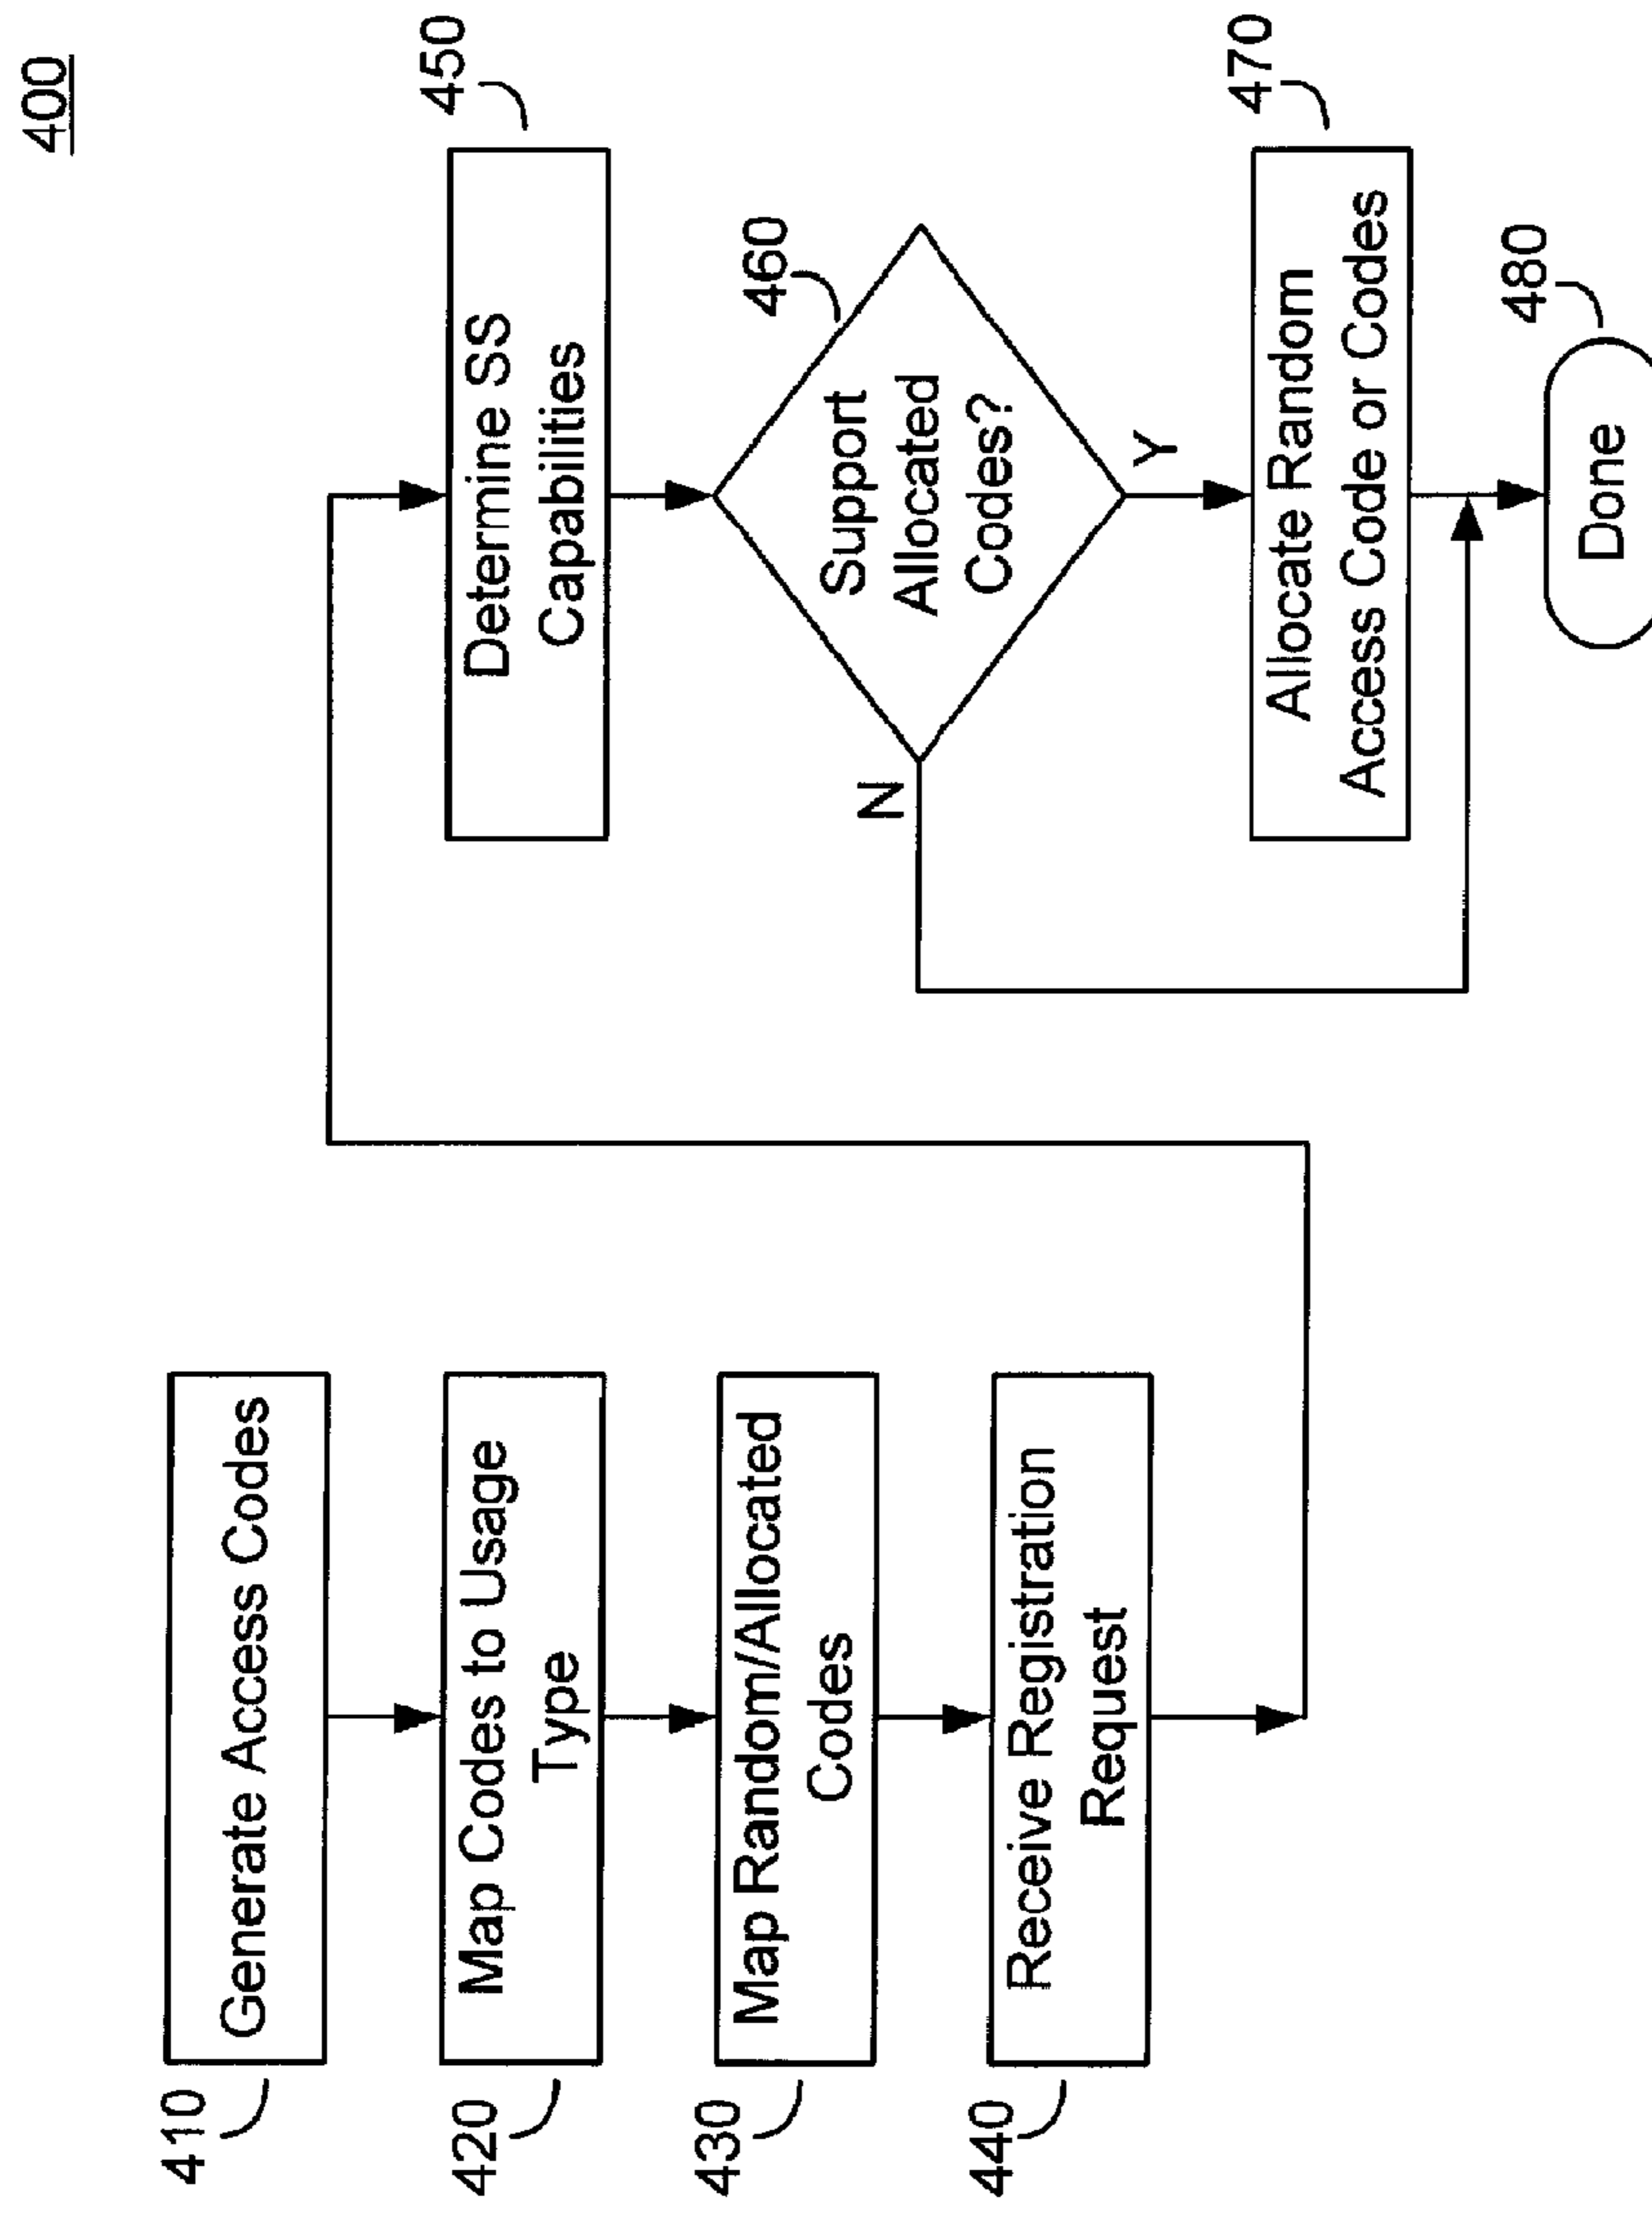 400
410
Generate Access Codes
420
Map Codes to Usage
Type
430
Map Random/Allocated
Codes
440
Receive Registration
Request
450
Determine SS
Capabilities
460
Support
Allocated
Codes?
N
Y
470
Allocate Random
Access Code or Codes
480
Done